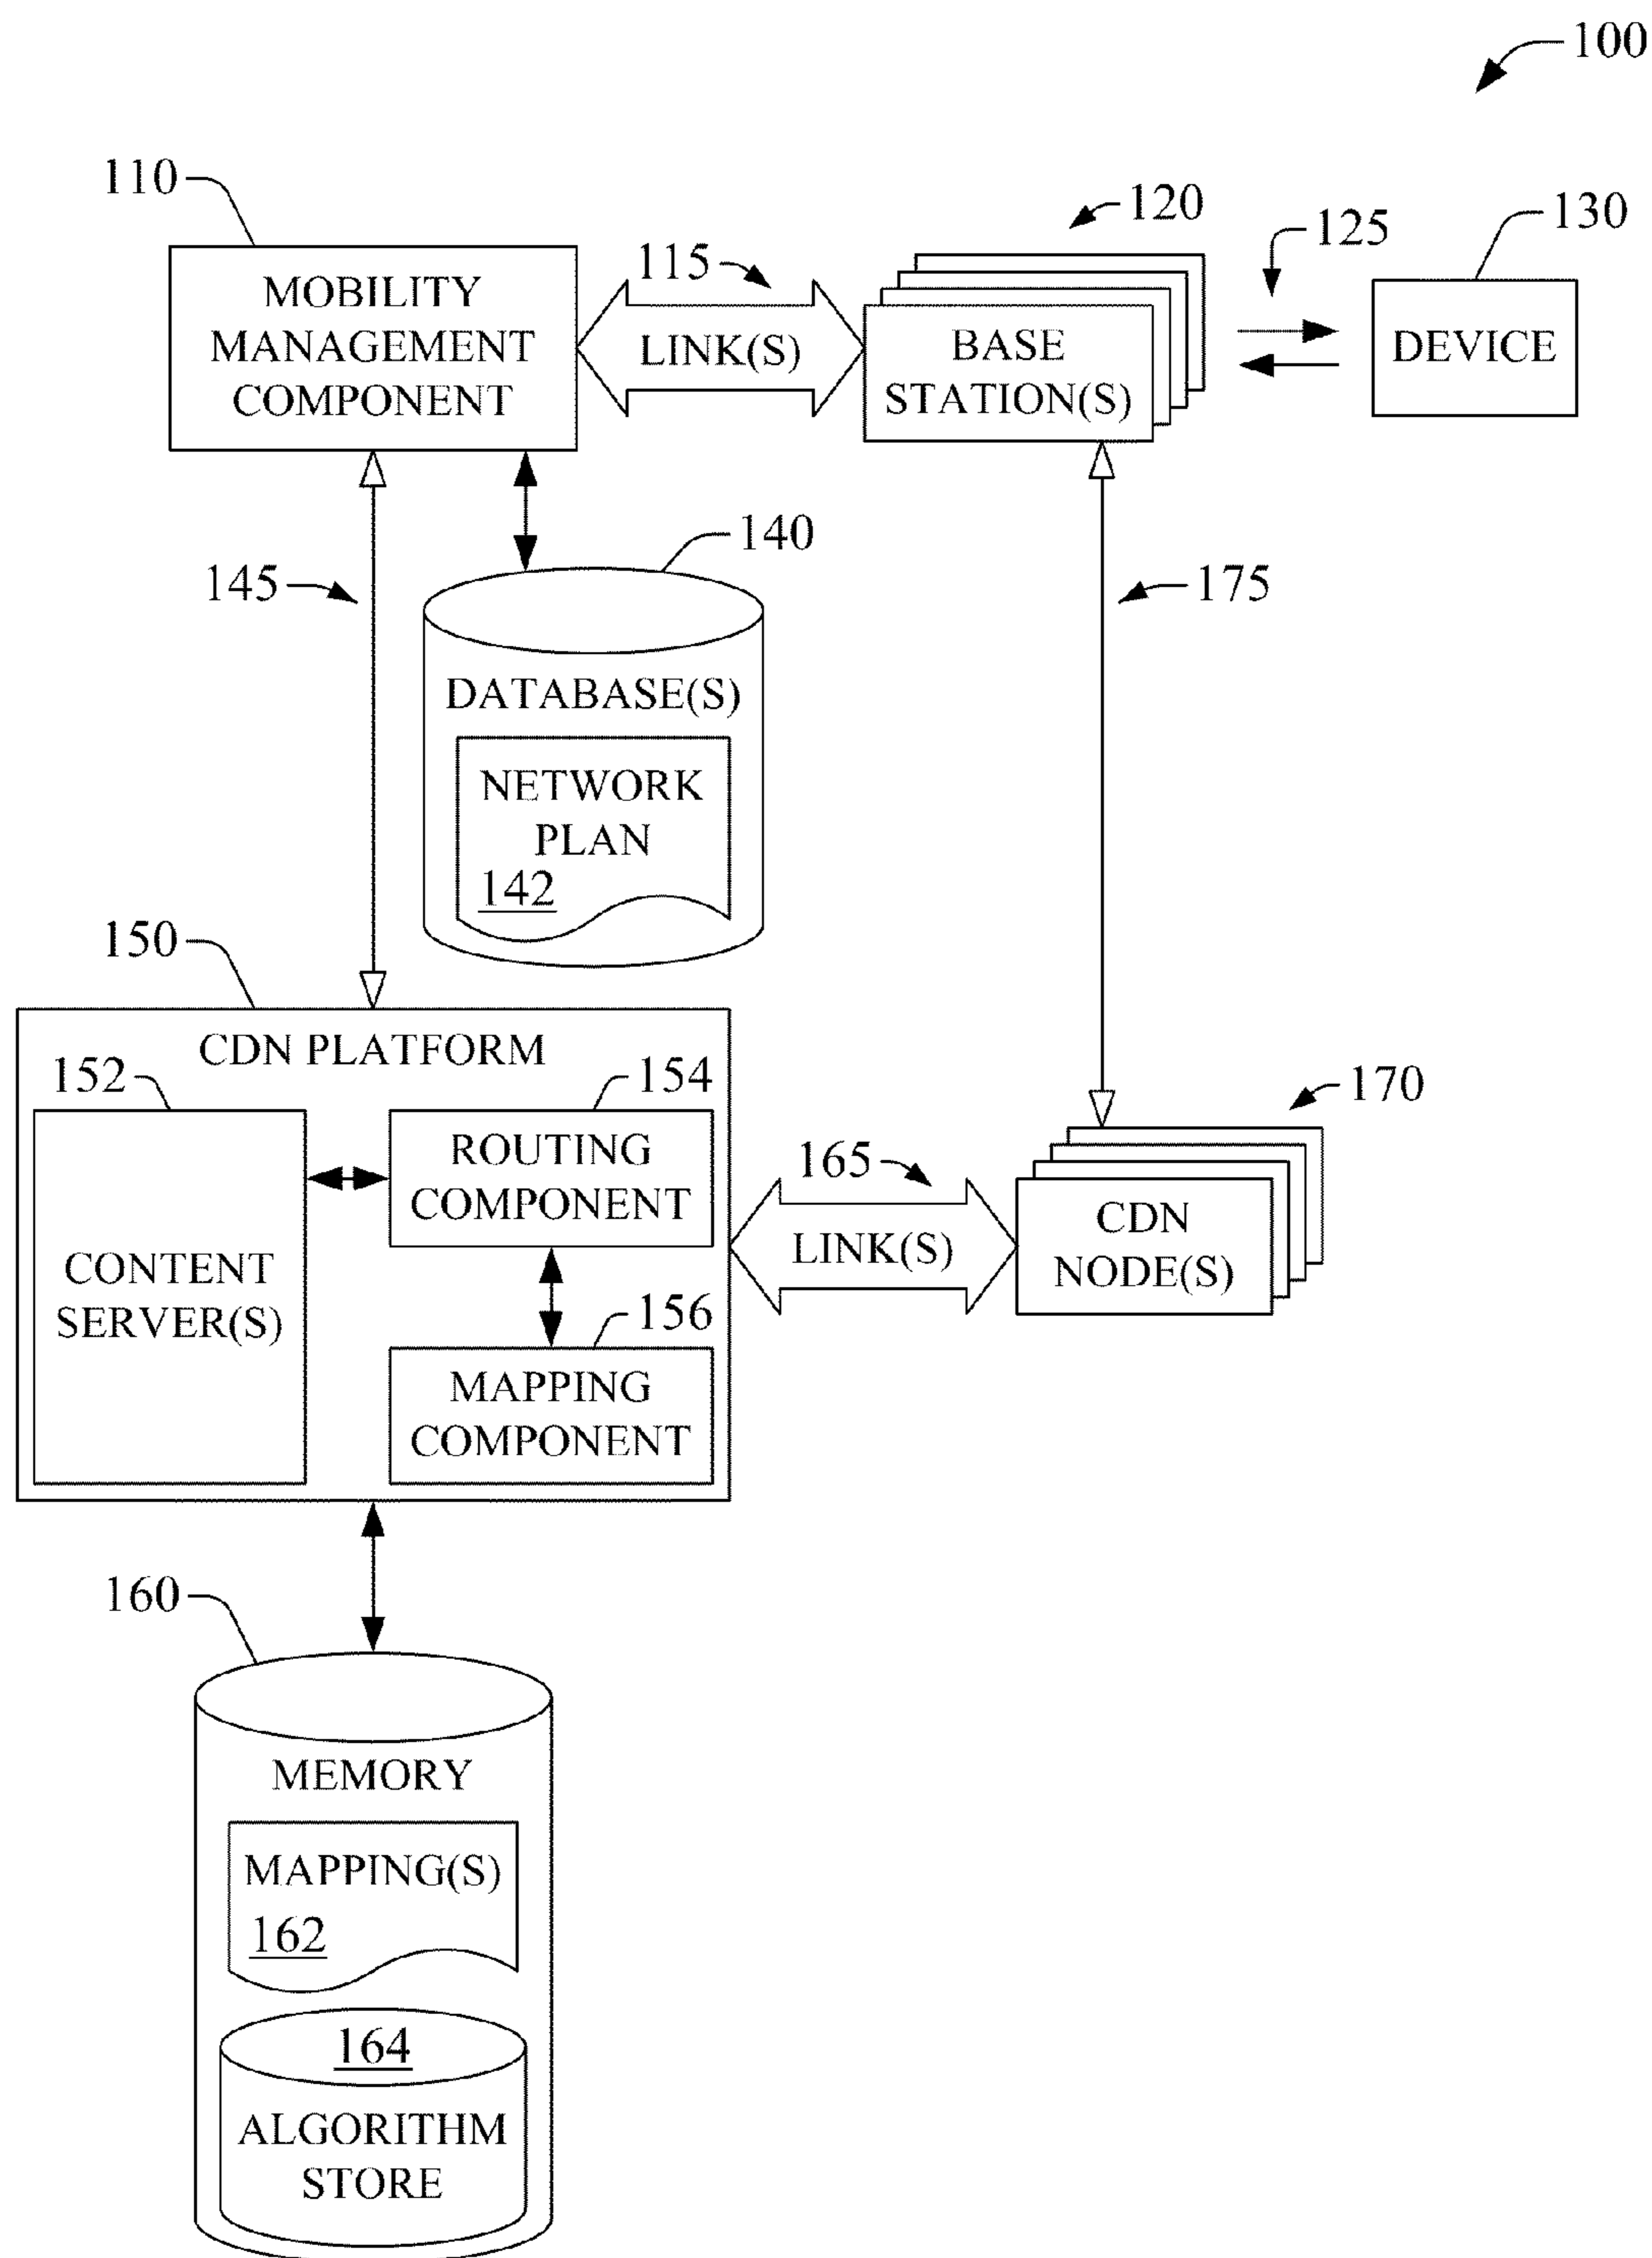 100
110
120
125
130
115
MOBILITY
MANAGEMENT
COMPONENT
LINK(S)
BASE
STATION(S)
DEVICE
140
145
175
DATABASE(S)
NETWORK
PLAN
142
150
CDN PLATFORM
152
154
170
ROUTING
COMPONENT
165
CONTENT
SERVER(S)
LINK(S)
CDN
NODE(S)
156
MAPPING
COMPONENT
160
MEMORY
MAPPING(S)
162
164
ALGORITHM
STORE